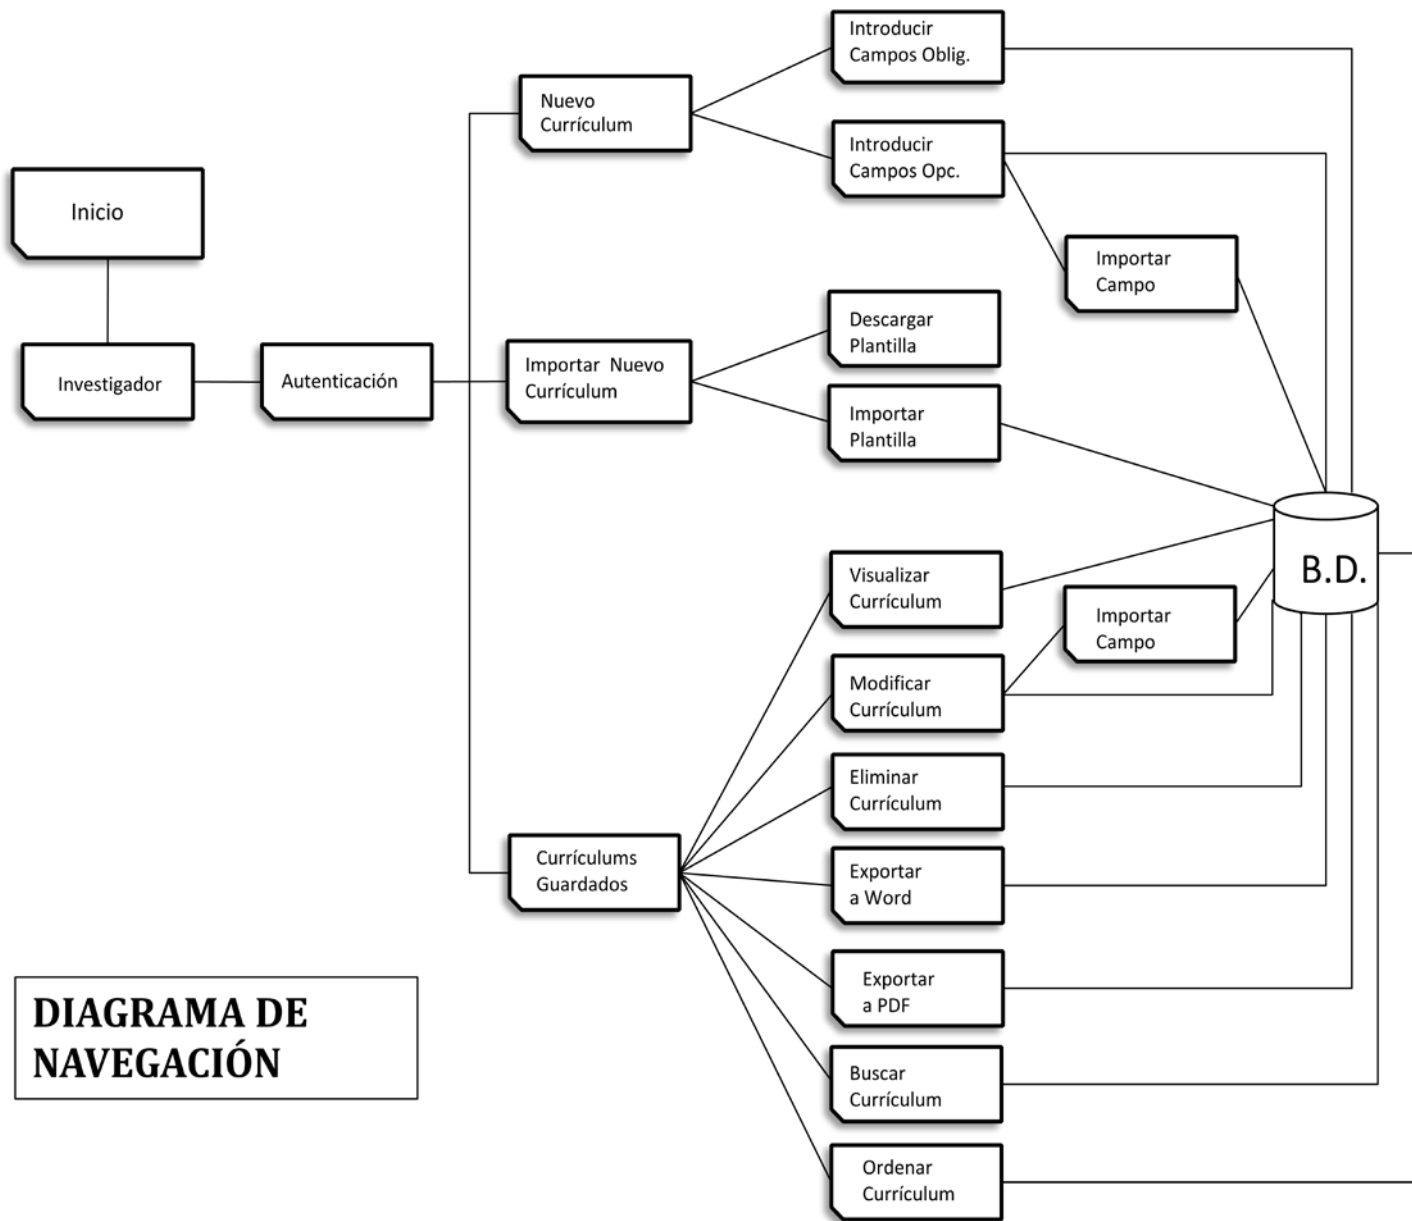 Introducir
Campos Oblig.
Nuevo
Currículum
Introducir
Campos Opc.
Inicio
Importar
Campo
Descargar
Plantilla
Investigador
Autenticación
Importar Nuevo
Currículum
Importar
Plantilla
B.D.
Visualizar
Currículum
Importar
Campo
Modificar
Currículum
Eliminar
Currículum
Currículums
Guardados
Exportar
a Word
Exportar
a PDF
DIAGRAMA DE
NAVEGACIÓN
Buscar
Currículum
Ordenar
Currículum